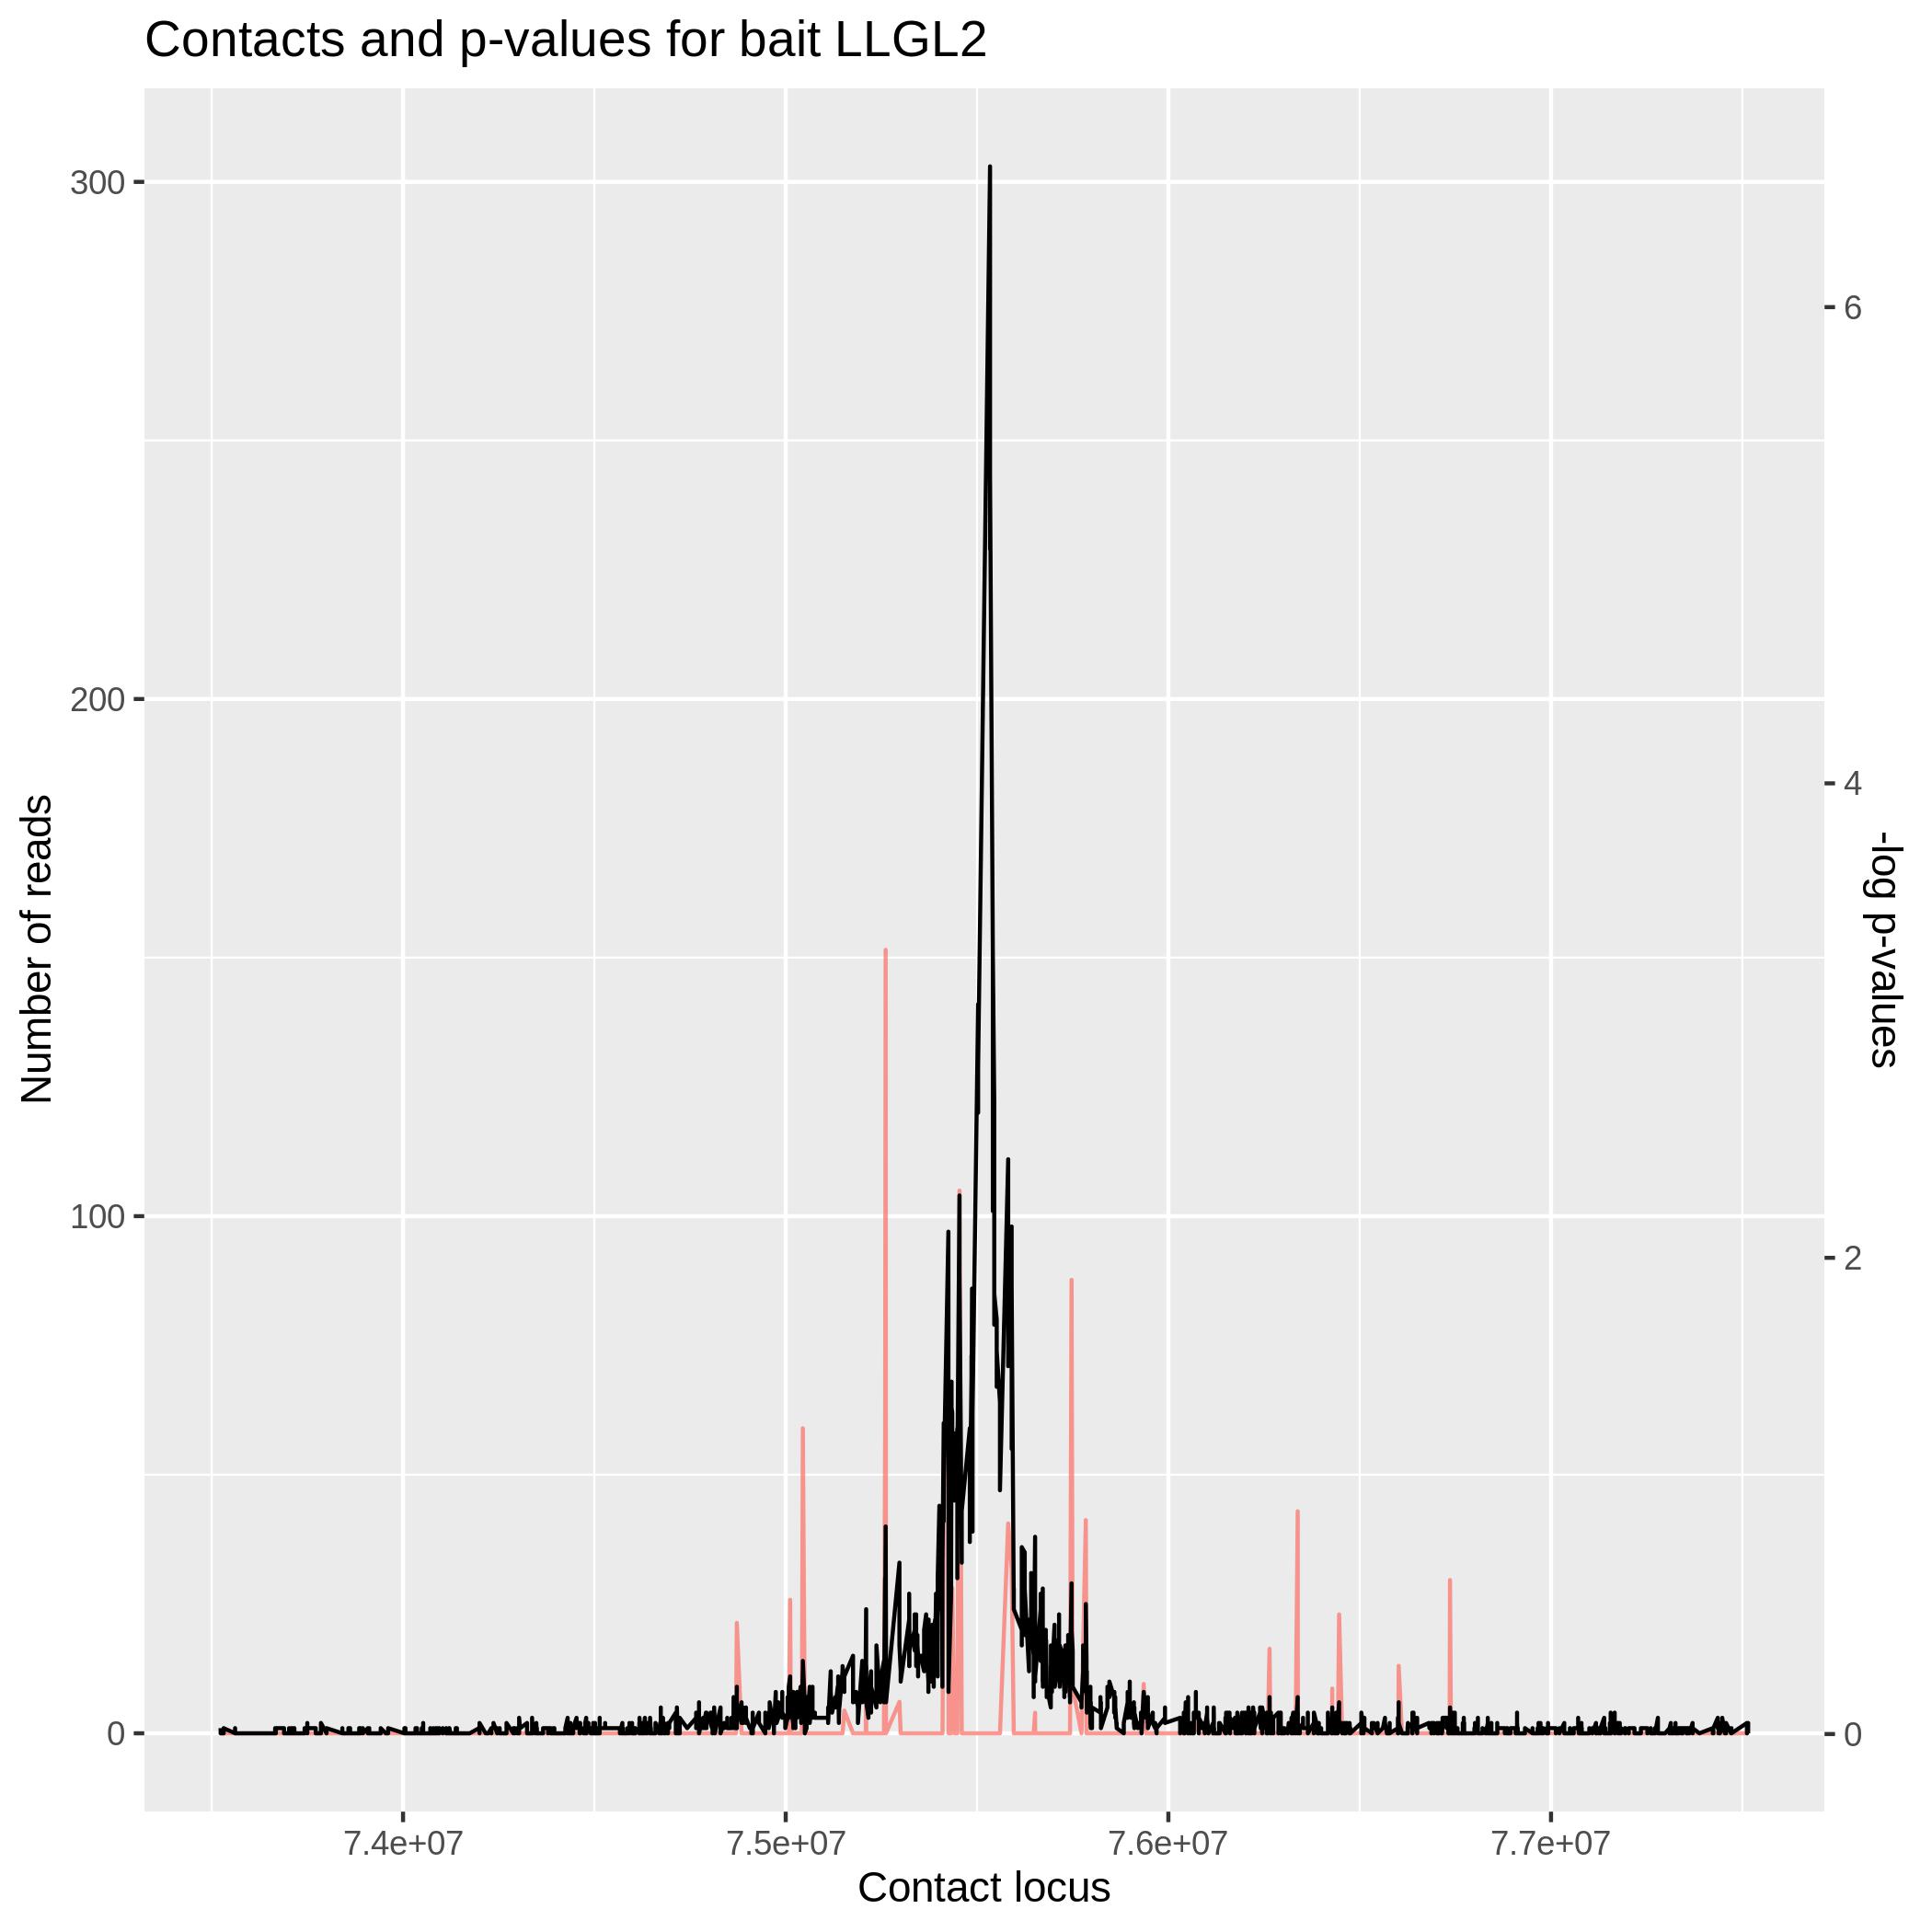 Contacts and p-values for bait LLGL2
300
200
100
0
Number of reads
6
4
2
0
-log p-values
7.4e+07 7.5e+07 7.6e+07 7.7e+07
Contact locus